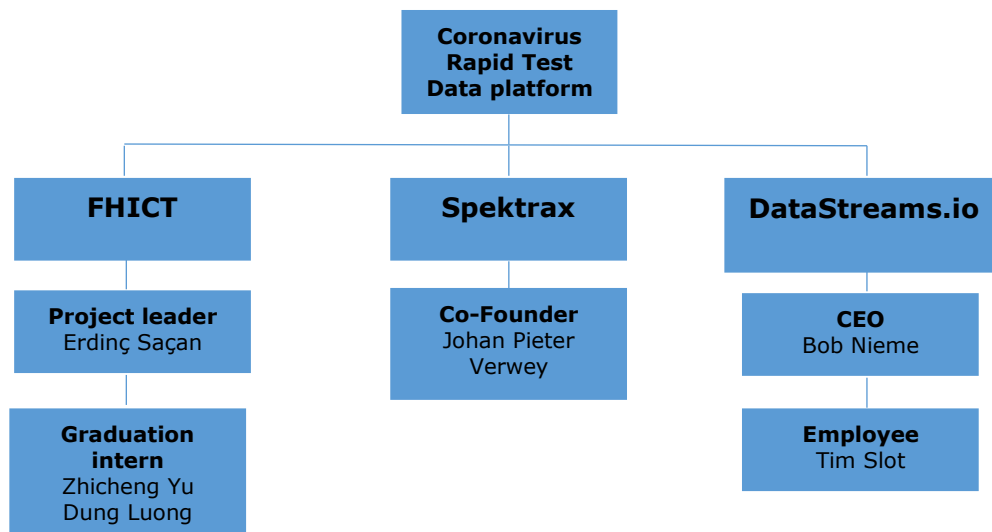 Coronavirus
Rapid Test
Data platform
FHICT
Spektrax
DataStreams.io
Project leader
Erdinç Saçan
Co-Founder
Johan Pieter
Verwey
CEO
Bob Nieme
Graduation
intern
Zhicheng Yu
Dung Luong
Employee
Tim Slot